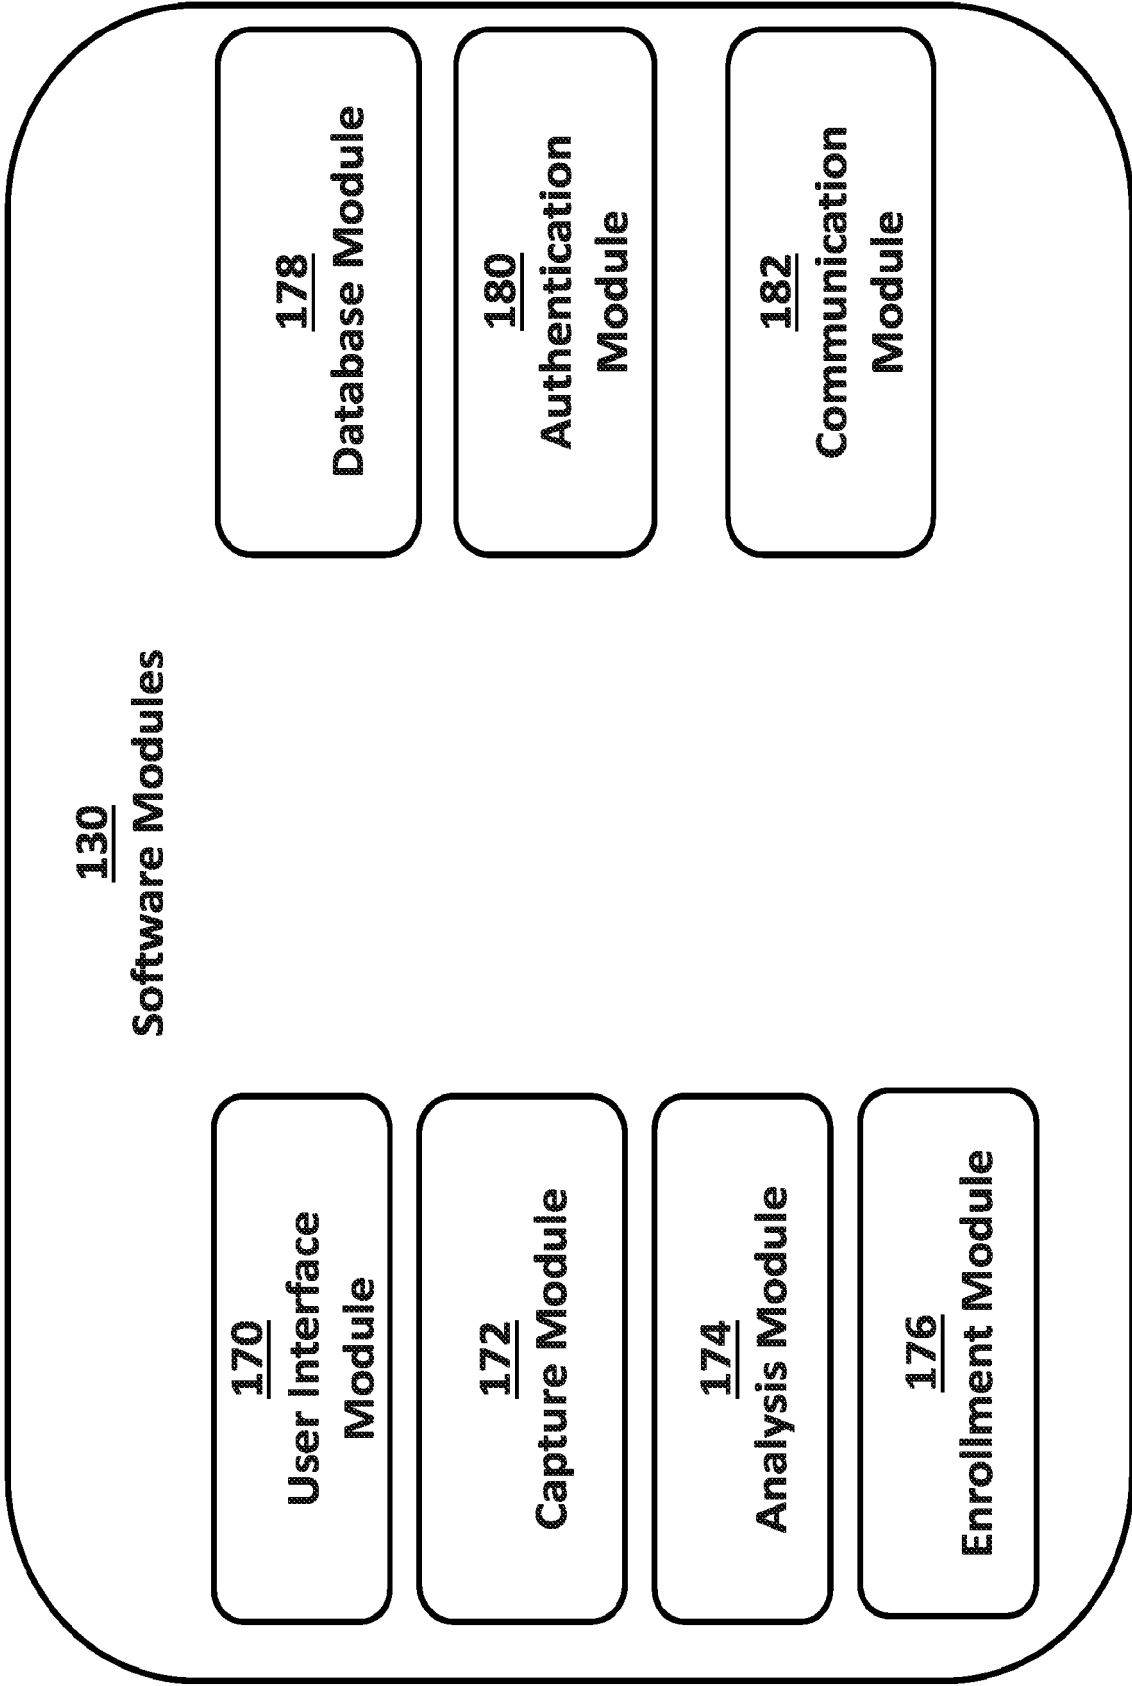 130
Software Modules
170
User Interface
Module
172
Capture Module
174
Analysis Module
176
Enrollment Module
178
Database Module
180
Authentication
Module
182
Communication
Module